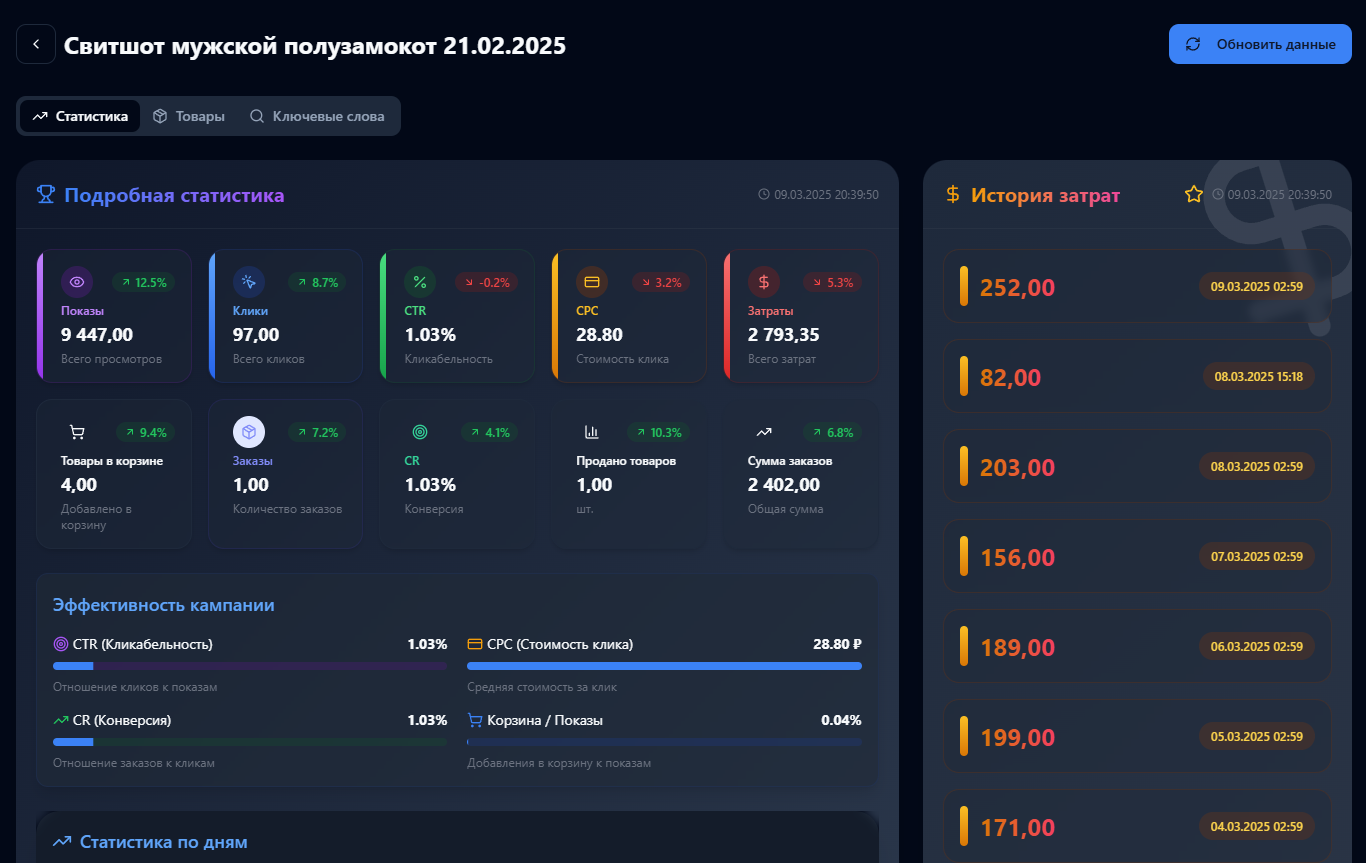 Свитшот мужской полузамокот 21.02.2025
Обновить данные
Статистика
Товары
Ключевые слова
Подробная статистика
09.03.2025 20:39:50
12.5%
Показы
9 447,00
Всего просмотров
8.7%
Клики
97,00
Всего кликов
-0.2%
CTR
1.03%
Кликабельность
3.2%
CPC
28.80
Стоимость клика
5.3%
Затраты
2 793,35
Всего затрат
9.4%
Товары в корзине
4,00
Добавлено в
корзину
7.2%
Заказы
1,00
Количество заказов
4.1%
CR
1.03%
Конверсия
10.3%
Продано товаров
1,00
шт.
6.8%
Сумма заказов
2 402,00
Общая сумма
Эффективность кампании
CTR (Кликабельность)
1.03%
Отношение кликов к показам
CPC (Стоимость клика)
28.80 ₽
Средняя стоимость за клик
CR (Конверсия)
1.03%
Отношение заказов к кликам
Корзина / Показы
0.04%
Добавления в корзину к показам
Статистика по дням
История затрат
09.03.2025 20:39:50
252,00
09.03.2025 02:59
82,00
08.03.2025 15:18
203,00
08.03.2025 02:59
156,00
07.03.2025 02:59
189,00
06.03.2025 02:59
199,00
05.03.2025 02:59
171,00
04.03.2025 02:59